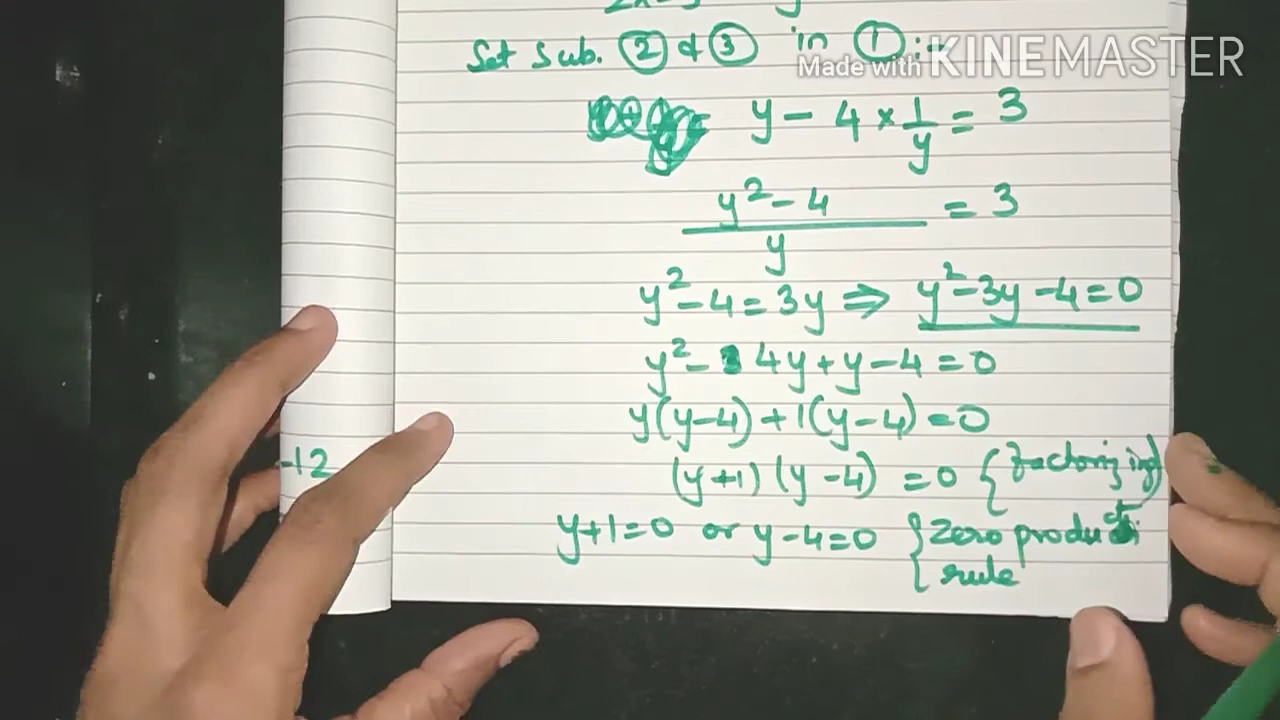 Set sub. ② & ③ in ① :-
Made with KINEMASTER
y - 4 × 1/y = 3
y² - 4 / y = 3
y² - 4 = 3y ⇒ y² - 3y - 4 = 0
y² - 4y + y - 4 = 0
y(y-4) + 1(y-4) = 0
-12
(y+1) (y-4) = 0 {factorizing}
y+1=0 or y-4=0 { Zero product
rule